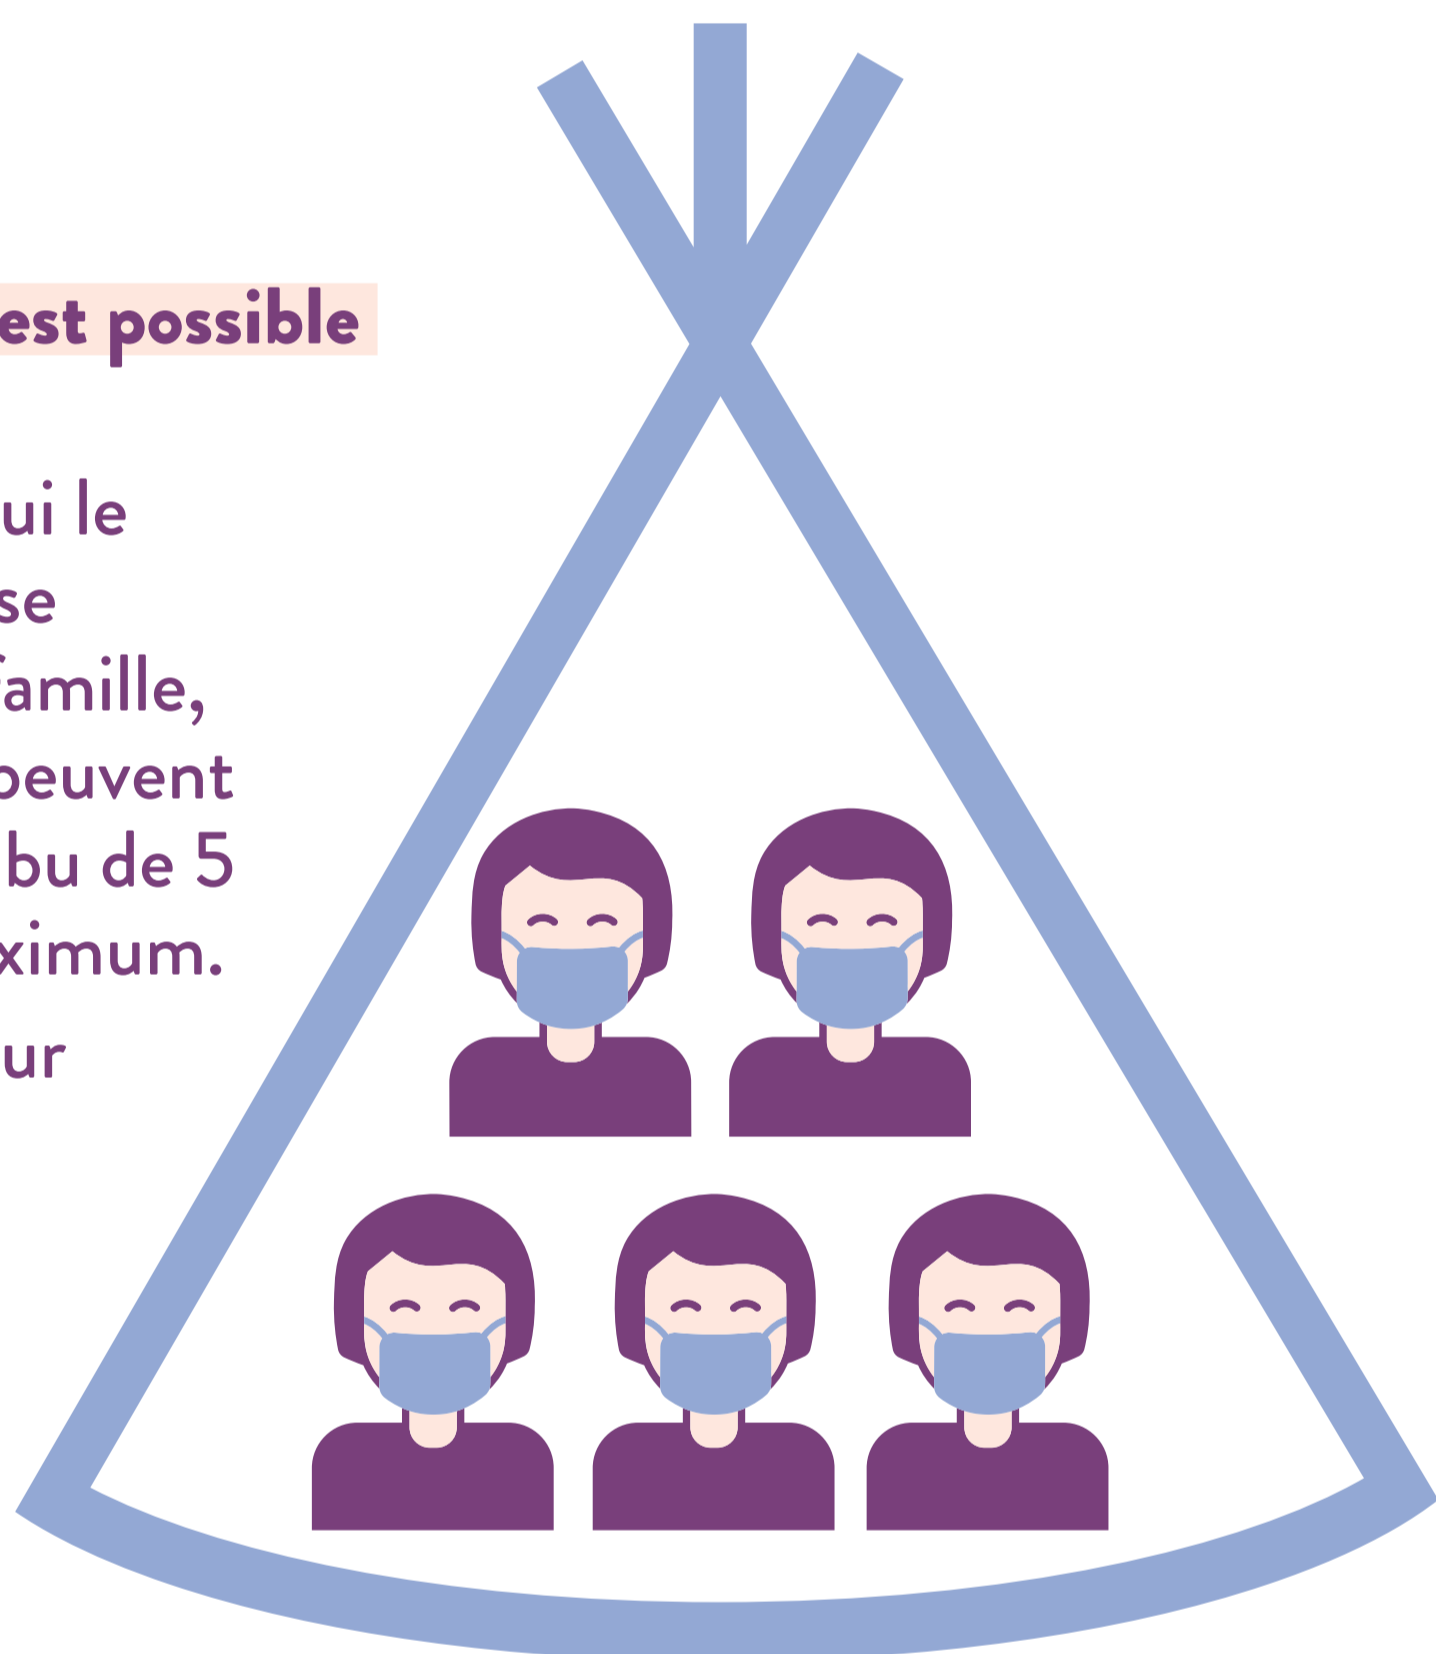 est possible
ui le
se
famille,
peuvent
bu de 5
ximum.
ur